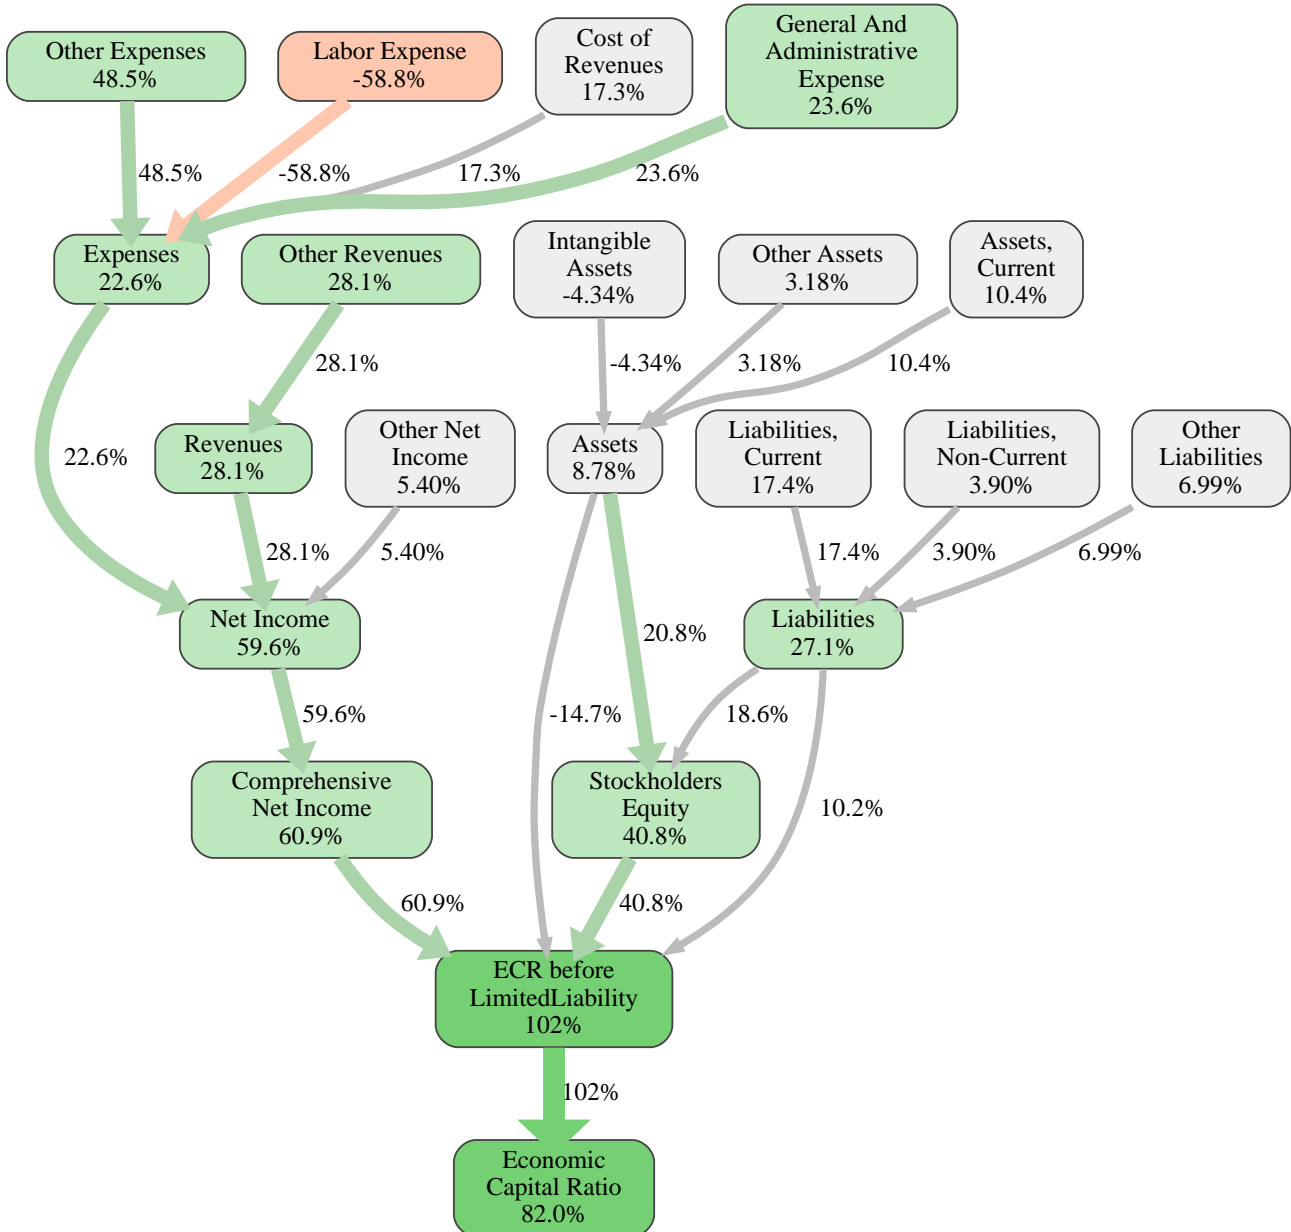 Other Expenses
48.5%
Labor Expense
-58.8%
Cost of
Revenues
17.3%
General And
Administrative
Expense
23.6%
48.5%
-58.8%
17.3%
23.6%
Expenses
22.6%
Other Revenues
28.1%
Intangible
Assets
-4.34%
Other Assets
3.18%
Assets,
Current
10.4%
28.1%
-4.34%
3.18%
10.4%
22.6%
Revenues
28.1%
Other Net
Income
5.40%
Assets
8.78%
Liabilities,
Current
17.4%
Liabilities,
Non-Current
3.90%
Other
Liabilities
6.99%
28.1%
5.40%
17.4%
3.90%
6.99%
Net Income
59.6%
20.8%
Liabilities
27.1%
59.6%
-14.7%
18.6%
Comprehensive
Net Income
60.9%
Stockholders
Equity
40.8%
10.2%
60.9%
40.8%
ECR before
LimitedLiability
102%
102%
Economic
Capital Ratio
82.0%